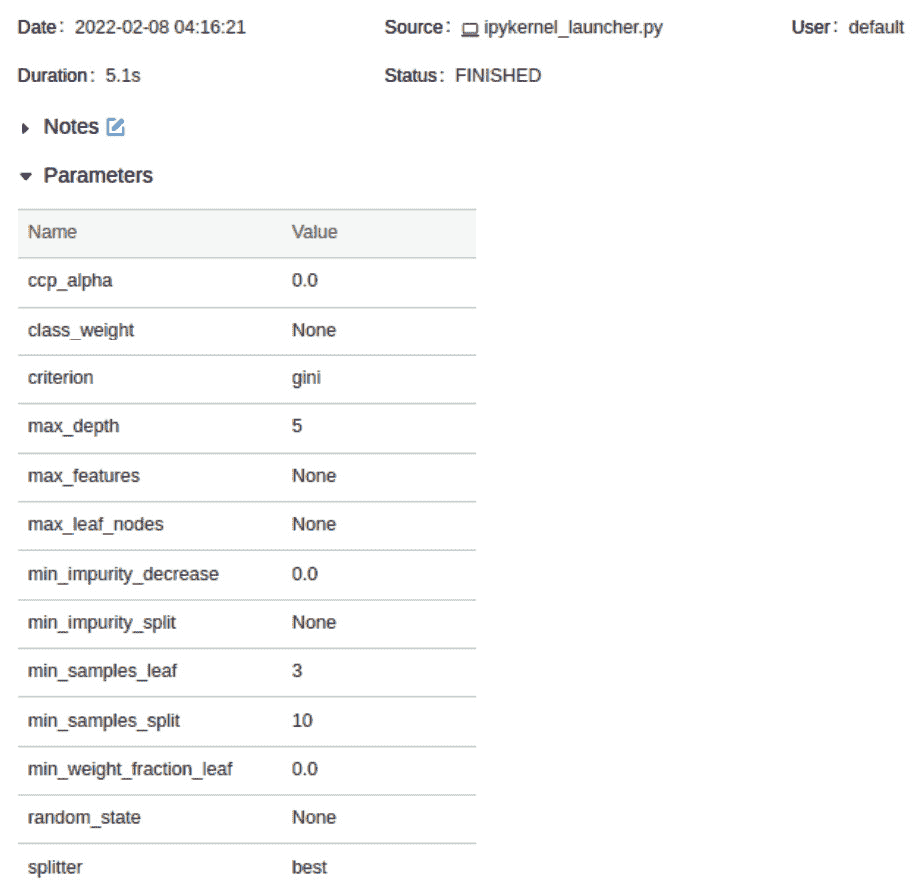 Date: 2022-02-08 04:16:21 Source: ipykernel_launcher.py User: default
Duration: 5.1s Status: FINISHED
Notes
Parameters
Name Value
ccp_alpha 0.0
class_weight None
criterion gini
max_depth 5
max_features None
max_leaf_nodes None
min_impurity_decrease 0.0
min_impurity_split None
min_samples_leaf 3
min_samples_split 10
min_weight_fraction_leaf 0.0
random_state None
splitter best